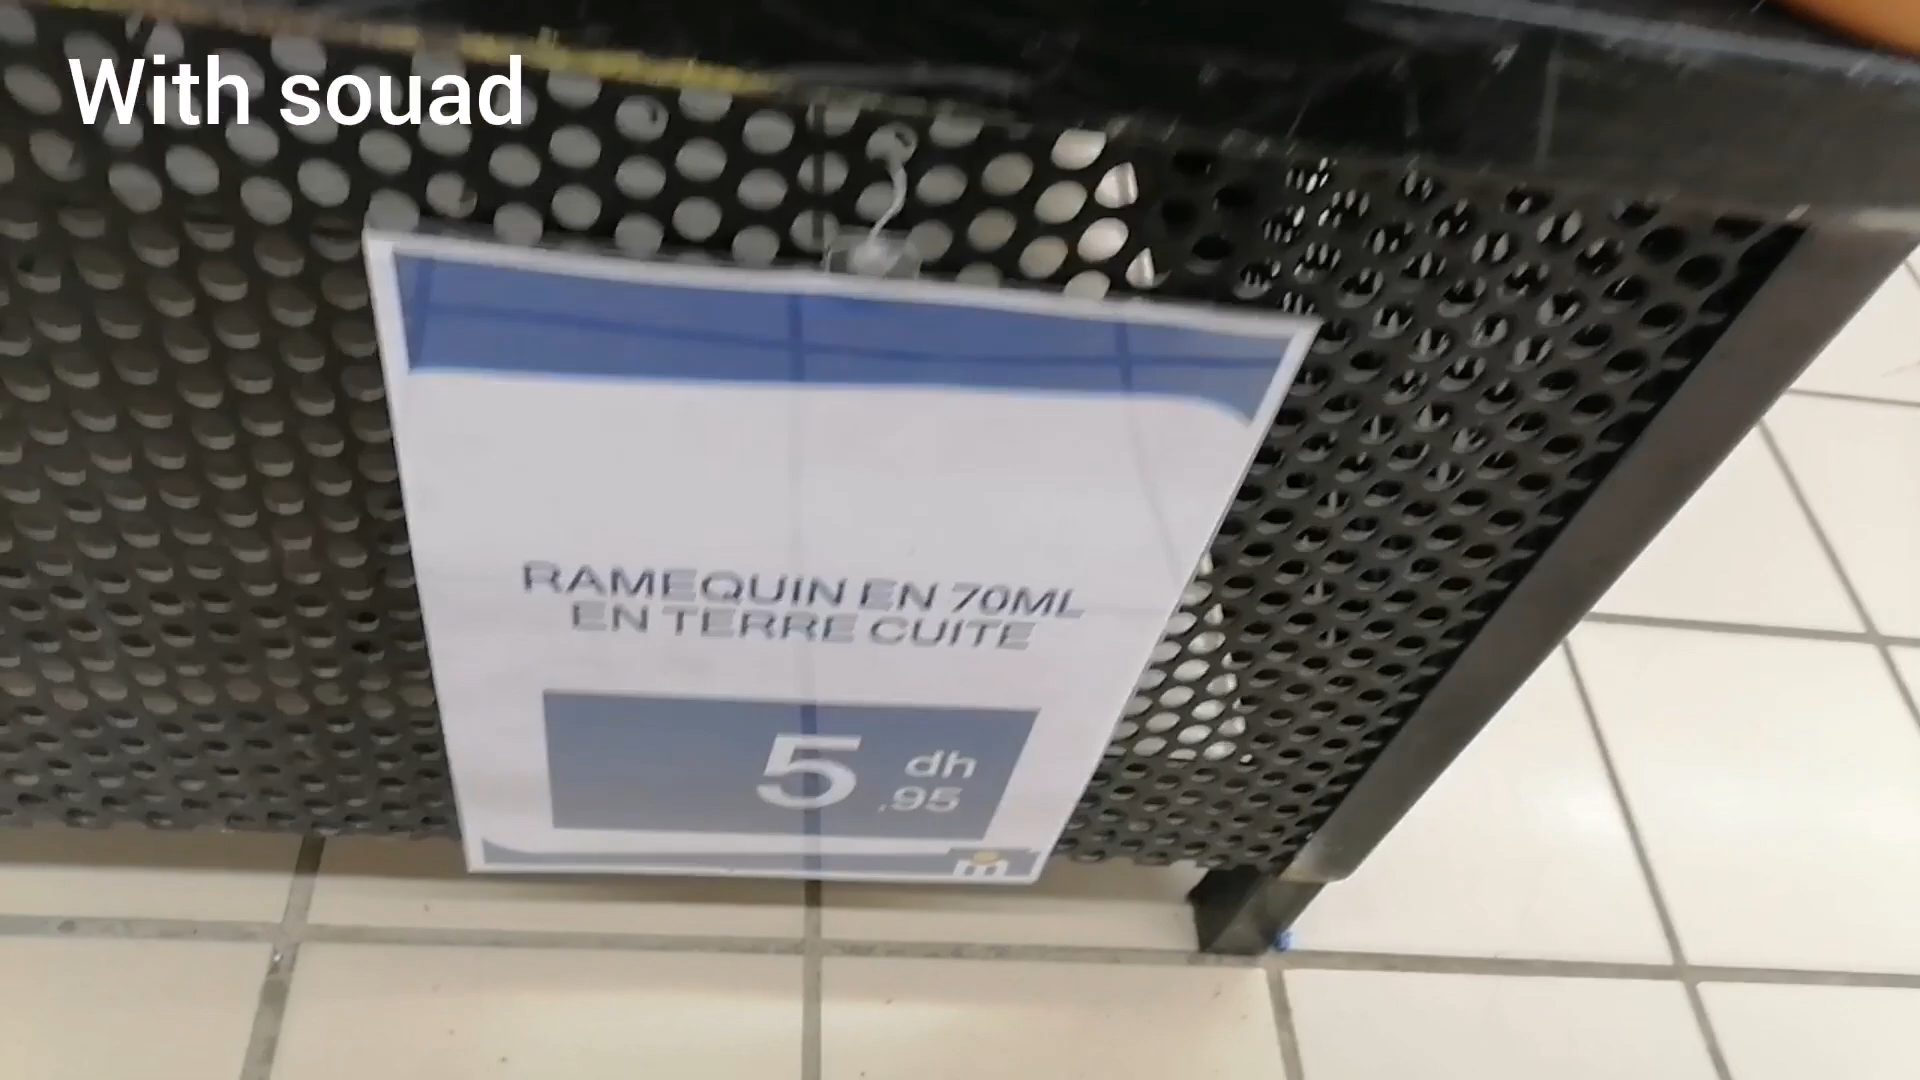 With souad
RAMEQUIN EN 70ML
EN TERRE CUITE
5 dh
,95
m